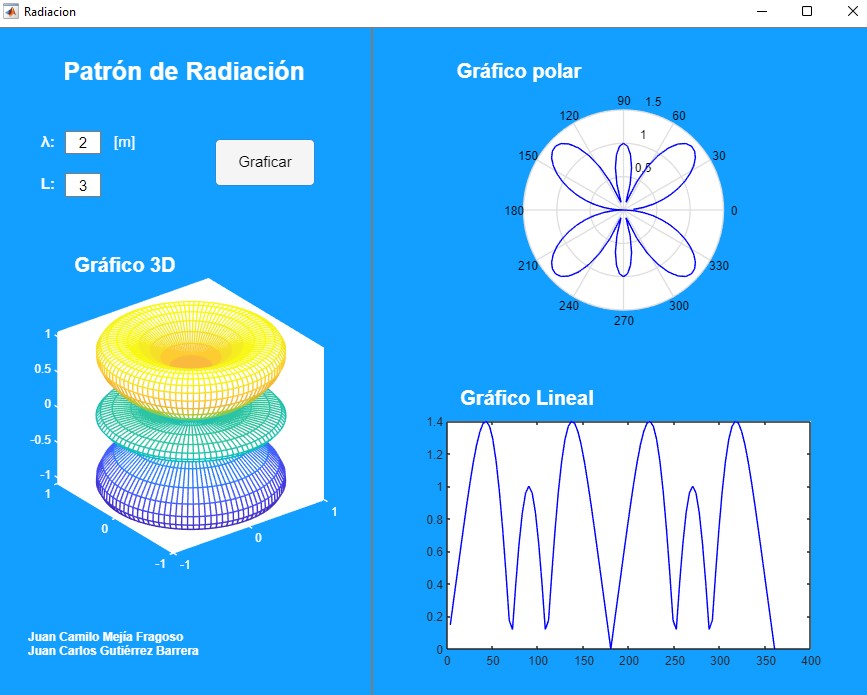 Radiacion
Patrón de Radiación
λ: 2 [m]
Graficar
L: 3
Gráfico 3D
1
0.5
0
-0.5
-1
1
0
-1
-1
0
1
Juan Camilo Mejía Fragoso
Juan Carlos Gutiérrez Barrera
Gráfico polar
90 1.5
120 60
1
150 30
0.5
180 0
210 330
240 300
270
Gráfico Lineal
1.4
1.2
1
0.8
0.6
0.4
0.2
0
0 50 100 150 200 250 300 350 400